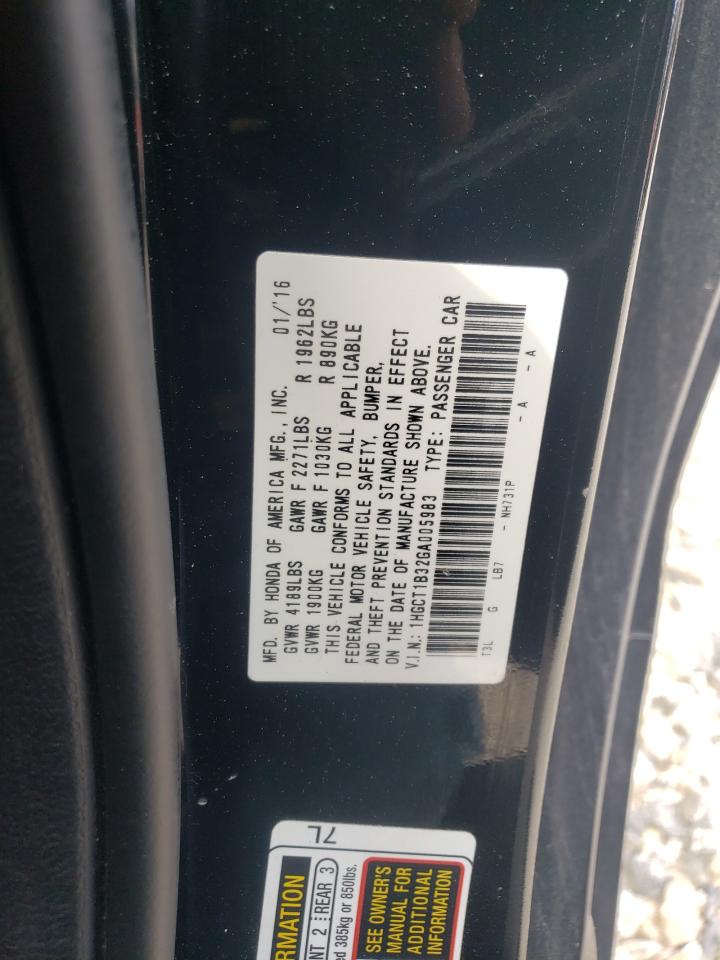 MFD. BY HONDA OF AMERICA MFG., INC. 01/'16
GVWR 4189LBS GAWR F 2271LBS R 1962LBS
GVWR 1900KG GAWR F 1030KG R 890KG
THIS VEHICLE CONFORMS TO ALL APPLICABLE
FEDERAL MOTOR VEHICLE SAFETY, BUMPER,
AND THEFT PREVENTION STANDARDS IN EFFECT
ON THE DATE OF MANUFACTURE SHOWN ABOVE.
V.I.N.: 1HGCT1B32GA005983 TYPE: PASSENGER CAR
T3L G LB7 - NH731P - A - A
7L
RMATION
NT 2 REAR 3
ed 385kg or 850lbs.
SEE OWNER'S
MANUAL FOR
ADDITIONAL
INFORMATION